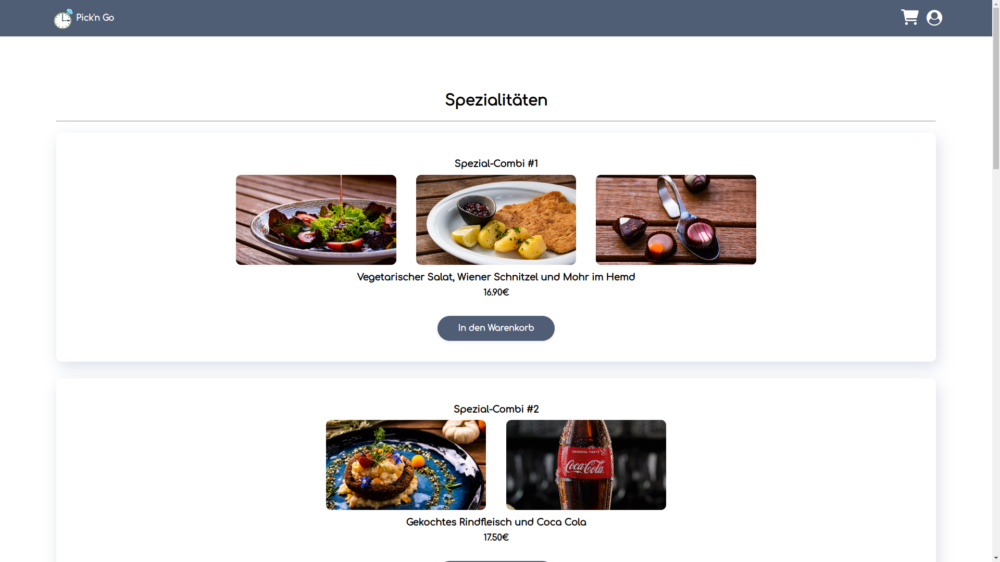 Pick'n Go
Spezialitäten
Spezial-Combi #1
Vegetarischer Salat, Wiener Schnitzel und Mohr im Hemd
16.90€
In den Warenkorb
Spezial-Combi #2
ORIGINAL TASTE
Coca-Cola
Gekochtes Rindfleisch und Coca Cola
17.50€